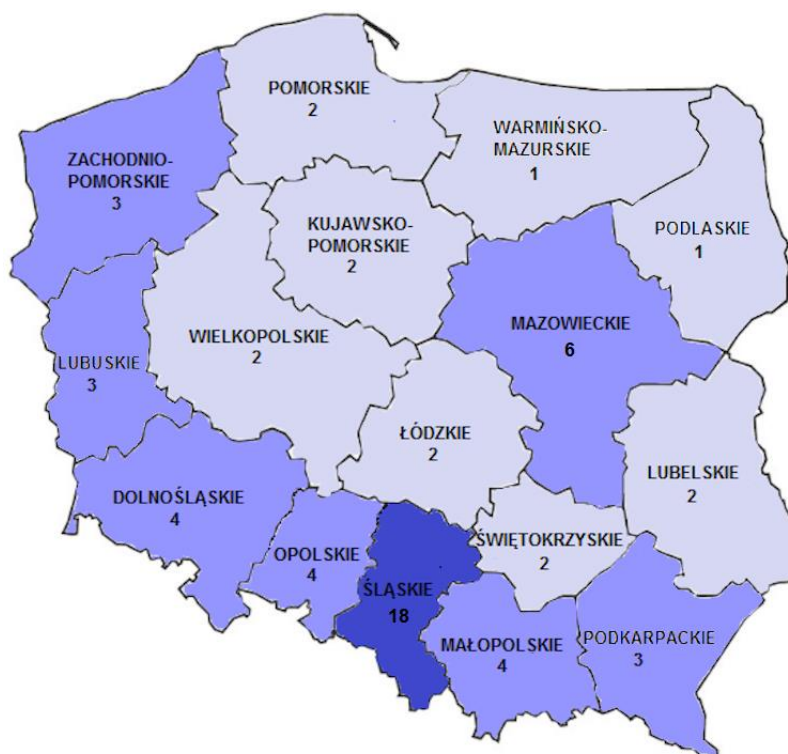 POMORSKIE
2
WARMIŃSKO-
MAZURSKIE
1
ZACHODNIO-
POMORSKIE
3
KUJAWSKO-
POMORSKIE
2
PODLASKIE
1
MAZOWIECKIE
6
WIELKOPOLSKIE
2
LUBUSKIE
3
ŁÓDZKIE
2
LUBELSKIE
2
DOLNOŚLĄSKIE
4
OPOLSKIE
4
ŚLĄSKIE
18
ŚWIĘTOKRZYSKIE
2
MAŁOPOLSKIE
4
PODKARPACKIE
3